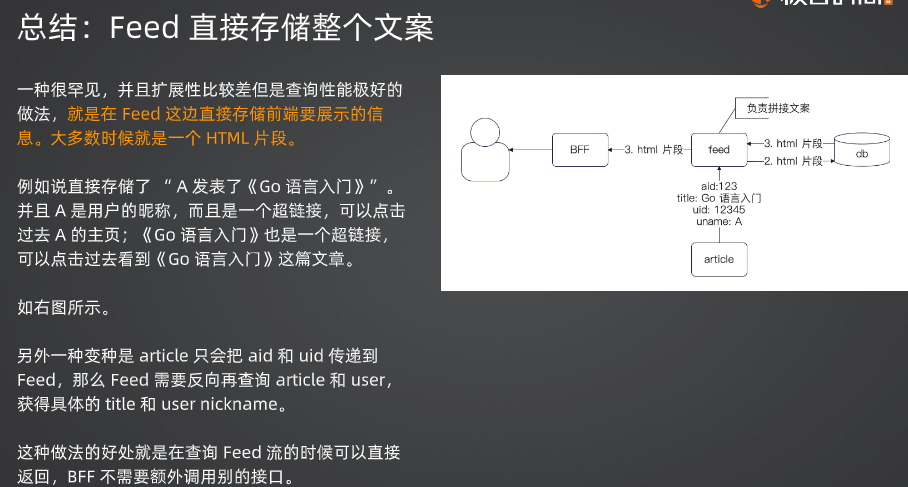 总结：Feed 直接存储整个文案
一种很罕见，并且扩展性比较差但是查询性能极好的
做法，就是在 Feed 这边直接存储前端要展示的信
息。大多数时候就是一个 HTML 片段。
例如说直接存储了 “ A 发表了《Go 语言入门》” 。
并且 A 是用户的昵称，而且是一个超链接，可以点击
过去 A 的主页；《Go 语言入门》也是一个超链接，
可以点击过去看到《Go 语言入门》这篇文章。
如右图所示。
另外一种变种是 article 只会把 aid 和 uid 传递到
Feed，那么 Feed 需要反向再查询 article 和 user，
获得具体的 title 和 user nickname。
这种做法的好处就是在查询 Feed 流的时候可以直接
返回，BFF 不需要额外调用别的接口。
负责拼接文案
BFF
3. html 片段
feed
3. html 片段
2. html 片段
db
aid:123
title: Go 语言入门
uid: 12345
uname: A
article